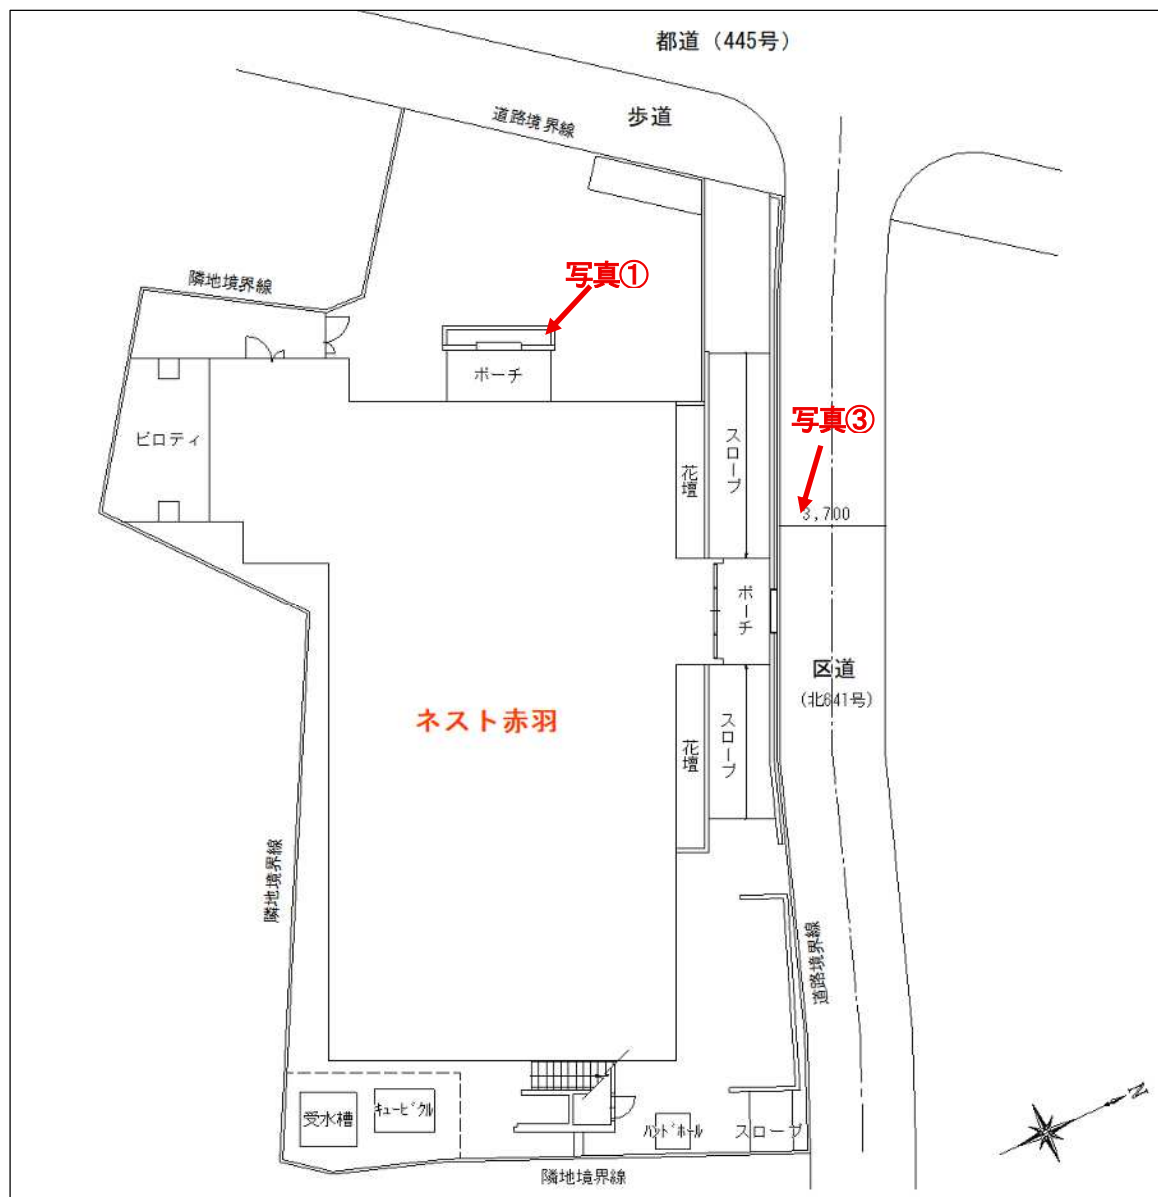 都道（445号）
歩道
道路境界線
写真①
隣地境界線
ポーチ
写真③
ピロティ
スロープ
花壇
3,700
ポーチ
区道
(北641号)
ネスト赤羽
スロープ
花壇
隣地境界線
道路境界線
受水槽
キュービクル
ハンドホール
スロープ
隣地境界線
N